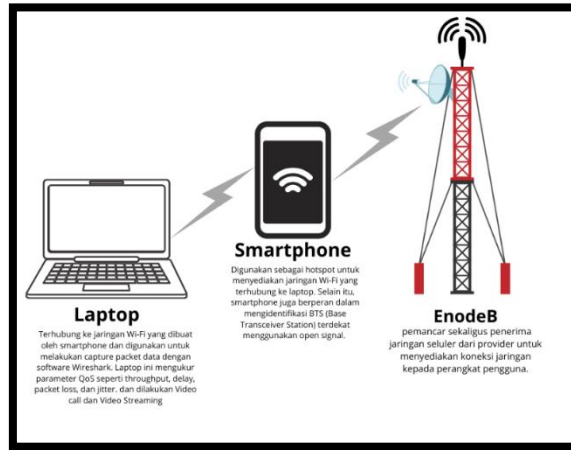 Laptop
Terhubung ke jaringan Wi-Fi yang dibuat
oleh smartphone dan digunakan untuk
melakukan capture packet data dengan
software Wireshark. Laptop ini mengukur
parameter QoS seperti throughput, delay,
packet loss, dan jitter. dan dilakukan Video
call dan Video Streaming
Smartphone
Digunakan sebagai hotspot untuk
menyediakan jaringan Wi-Fi yang
terhubung ke laptop. Selain itu,
smartphone juga berperan dalam
mengidentifikasi BTS (Base
Transceiver Station) terdekat
menggunakan open signal.
EnodeB
pemancar sekaligus penerima
jaringan seluler dari provider untuk
menyediakan koneksi jaringan
kepada perangkat pengguna.